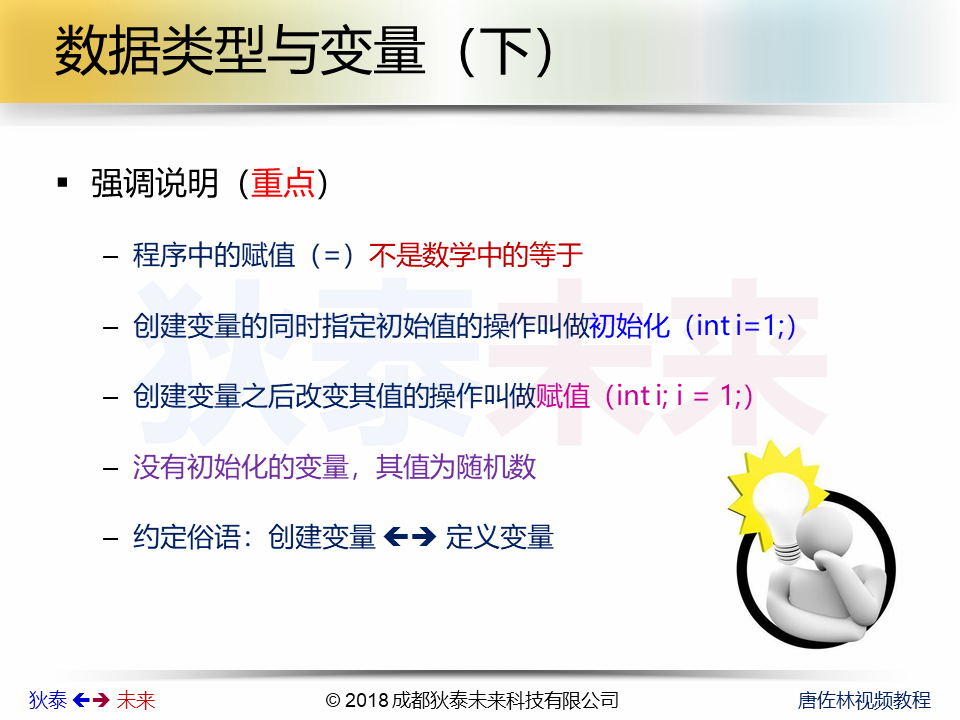 数据类型与变量（下）
▪ 强调说明（重点）
– 程序中的赋值（=）不是数学中的等于
– 创建变量的同时指定初始值的操作叫做初始化（int i=1;）
– 创建变量之后改变其值的操作叫做赋值（int i; i = 1;）
– 没有初始化的变量，其值为随机数
– 约定俗语：创建变量 🡸🡺 定义变量
狄泰未来
狄泰 🡸🡺 未来
© 2018 成都狄泰未来科技有限公司
唐佐林视频教程